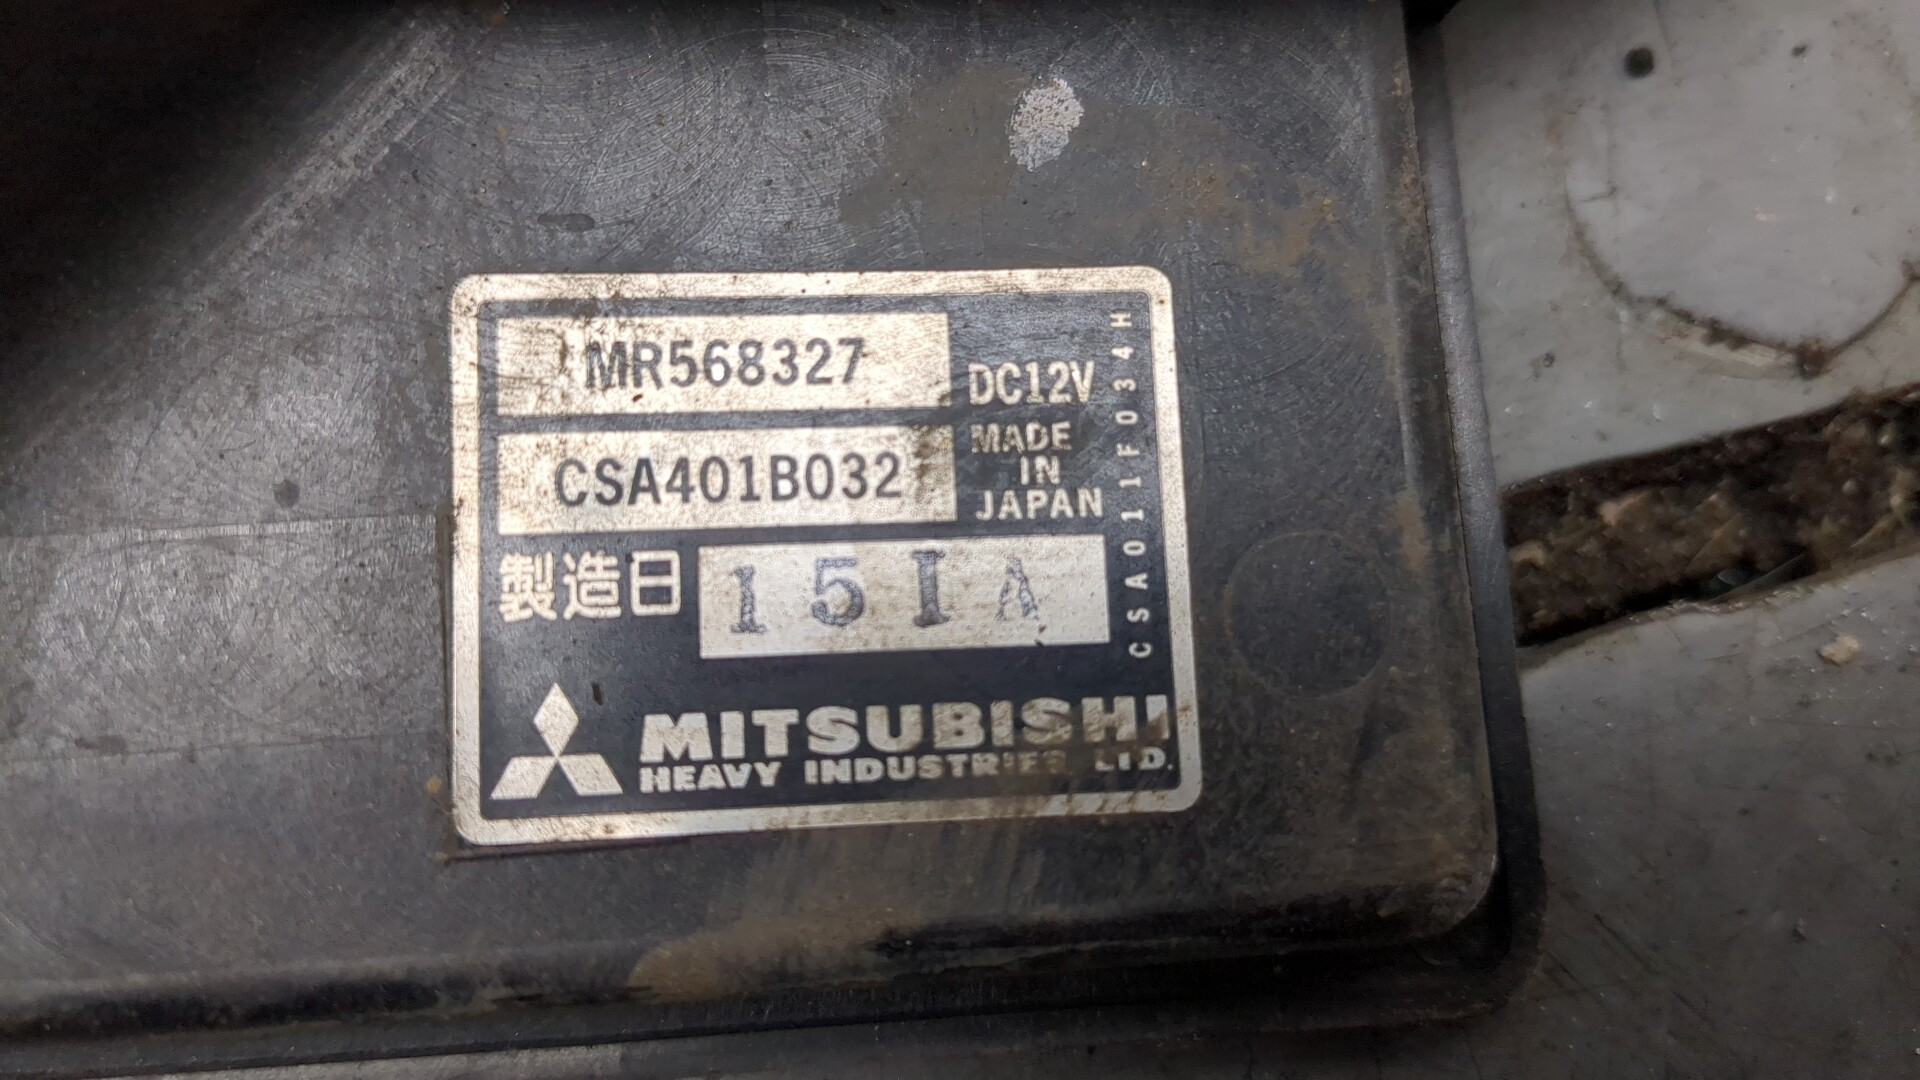 MR568327
DC12V
CSA401B032
MADE
IN
JAPAN
製造日 15IA
CSA011F034H
MITSUBISHI
HEAVY INDUSTRIES LTD.